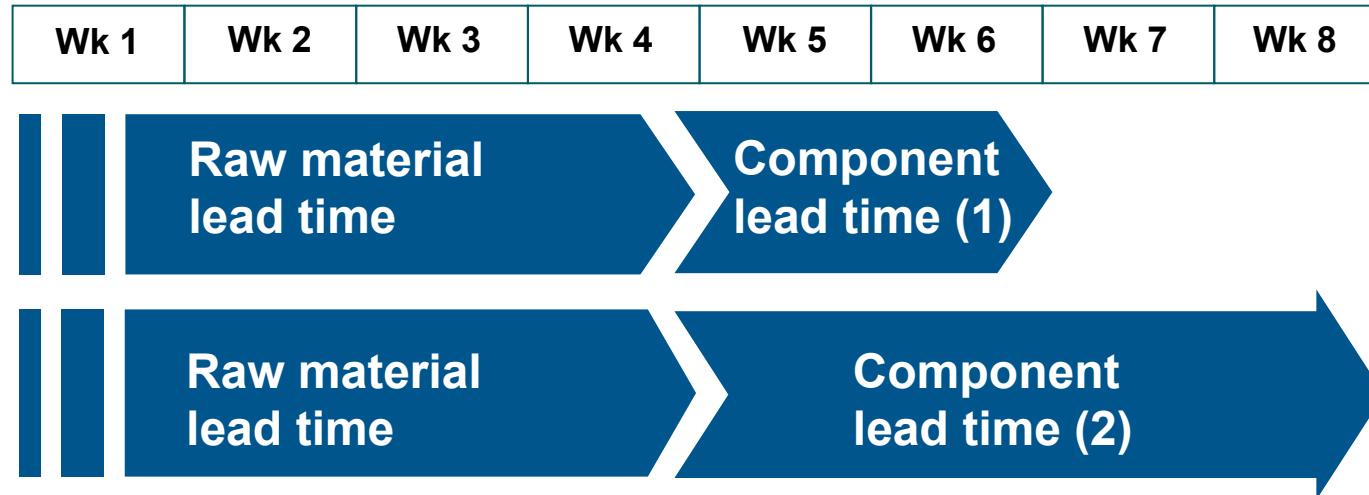 Wk 1 Wk 2 Wk 3 Wk 4 Wk 5 Wk 6 Wk 7 Wk 8
Raw material
lead time
Component
lead time (1)
Raw material
lead time
Component
lead time (2)